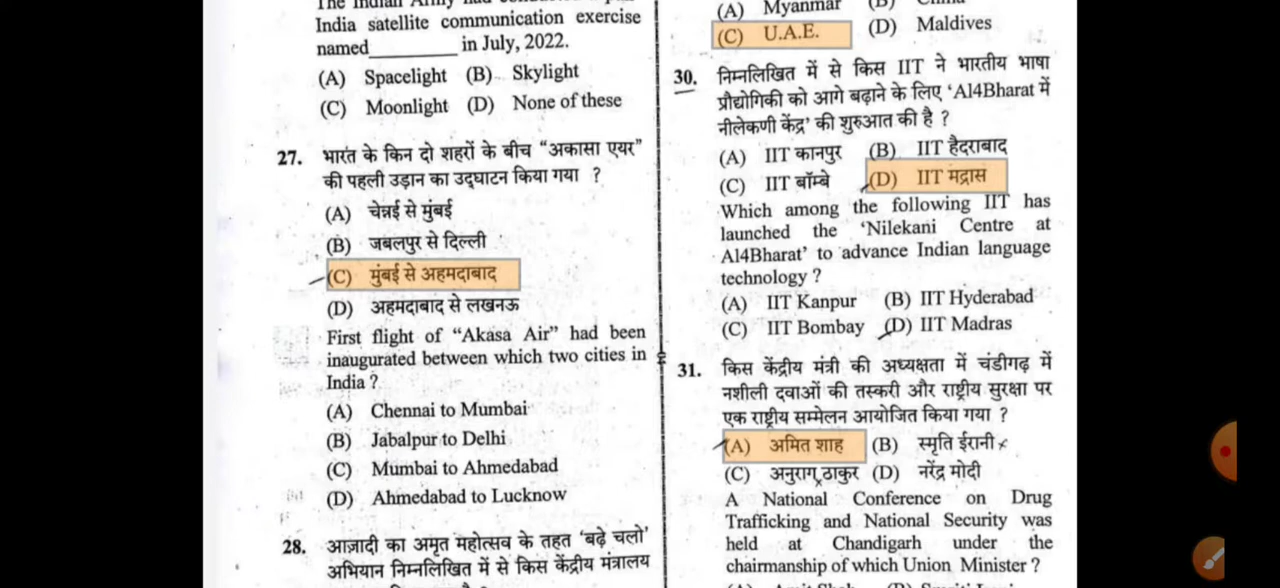 India satellite communication exercise
named________ in July, 2022.
(A) Spacelight (B) Skylight
(C) Moonlight (D) None of these
27. भारत के किन दो शहरों के बीच “अकासा एयर”
की पहली उड़ान का उद्घाटन किया गया ?
(A) चेन्नई से मुंबई
(B) जबलपुर से दिल्ली
(C) मुंबई से अहमदाबाद
(D) अहमदाबाद से लखनऊ
First flight of “Akasa Air” had been
inaugurated between which two cities in
India ?
(A) Chennai to Mumbai
(B) Jabalpur to Delhi
(C) Mumbai to Ahmedabad
(D) Ahmedabad to Lucknow
28. आज़ादी का अमृत महोत्सव के तहत ‘बढ़े चलो’
अभियान निम्नलिखित में से किस केंद्रीय मंत्रालय
(A) Myanmar (B)
(C) U.A.E. (D) Maldives
30. निम्नलिखित में से किस IIT ने भारतीय भाषा
प्रौद्योगिकी को आगे बढ़ाने के लिए ‘Al4Bharat में
नीलेकणी केंद्र’ की शुरुआत की है ?
(A) IIT कानपुर (B) IIT हैदराबाद
(C) IIT बॉम्बे (D) IIT मद्रास
Which among the following IIT has
launched the ‘Nilekani Centre at
Al4Bharat’ to advance Indian language
technology ?
(A) IIT Kanpur (B) IIT Hyderabad
(C) IIT Bombay (D) IIT Madras
31. किस केंद्रीय मंत्री की अध्यक्षता में चंडीगढ़ में
नशीली दवाओं की तस्करी और राष्ट्रीय सुरक्षा पर
एक राष्ट्रीय सम्मेलन आयोजित किया गया ?
(A) अमित शाह (B) स्मृति ईरानी
(C) अनुराग ठाकुर (D) नरेंद्र मोदी
A National Conference on Drug
Trafficking and National Security was
held at Chandigarh under the
chairmanship of which Union Minister ?